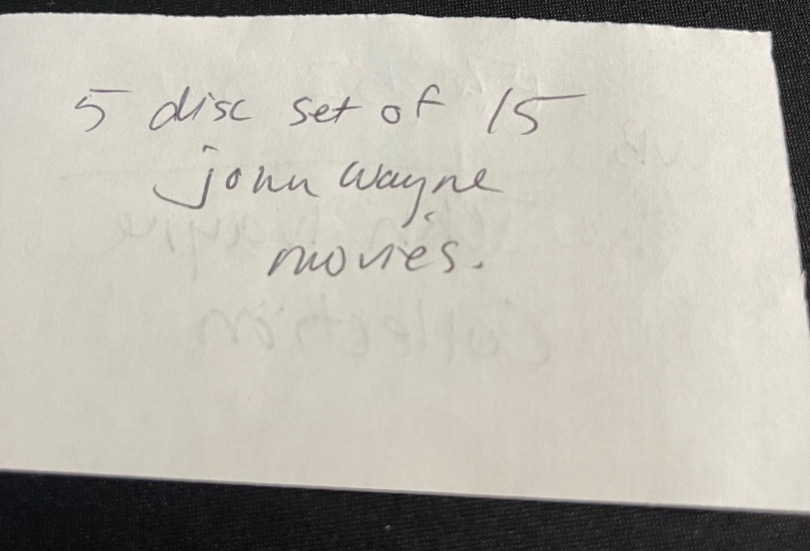 5 disc set of 15
john wayne
movies.